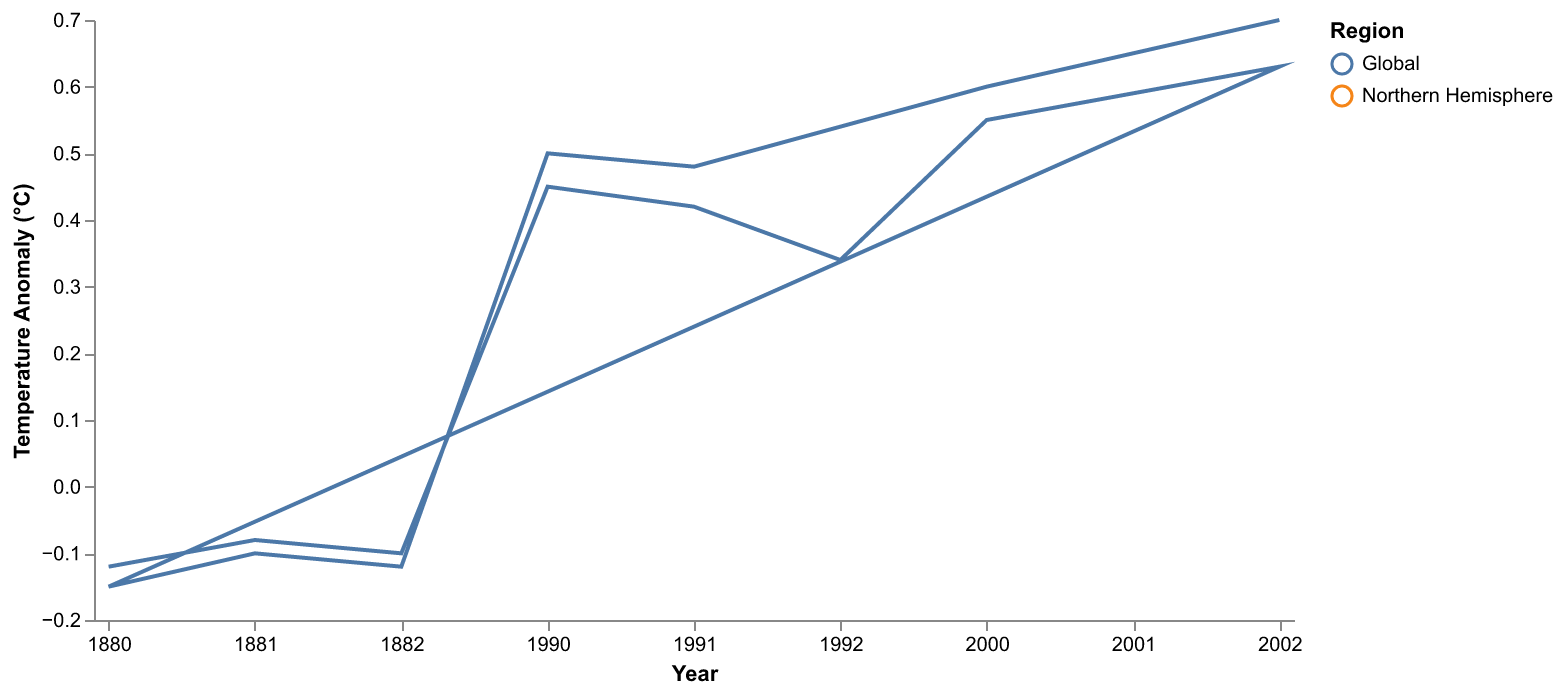 0.7
0.6
0.5
0.4
0.3
0.2
0.1
0.0
−0.1
−0.2
Temperature Anomaly (°C)
1880 1881 1882 1990 1991 1992 2000 2001 2002
Year
Region
Global
Northern Hemisphere